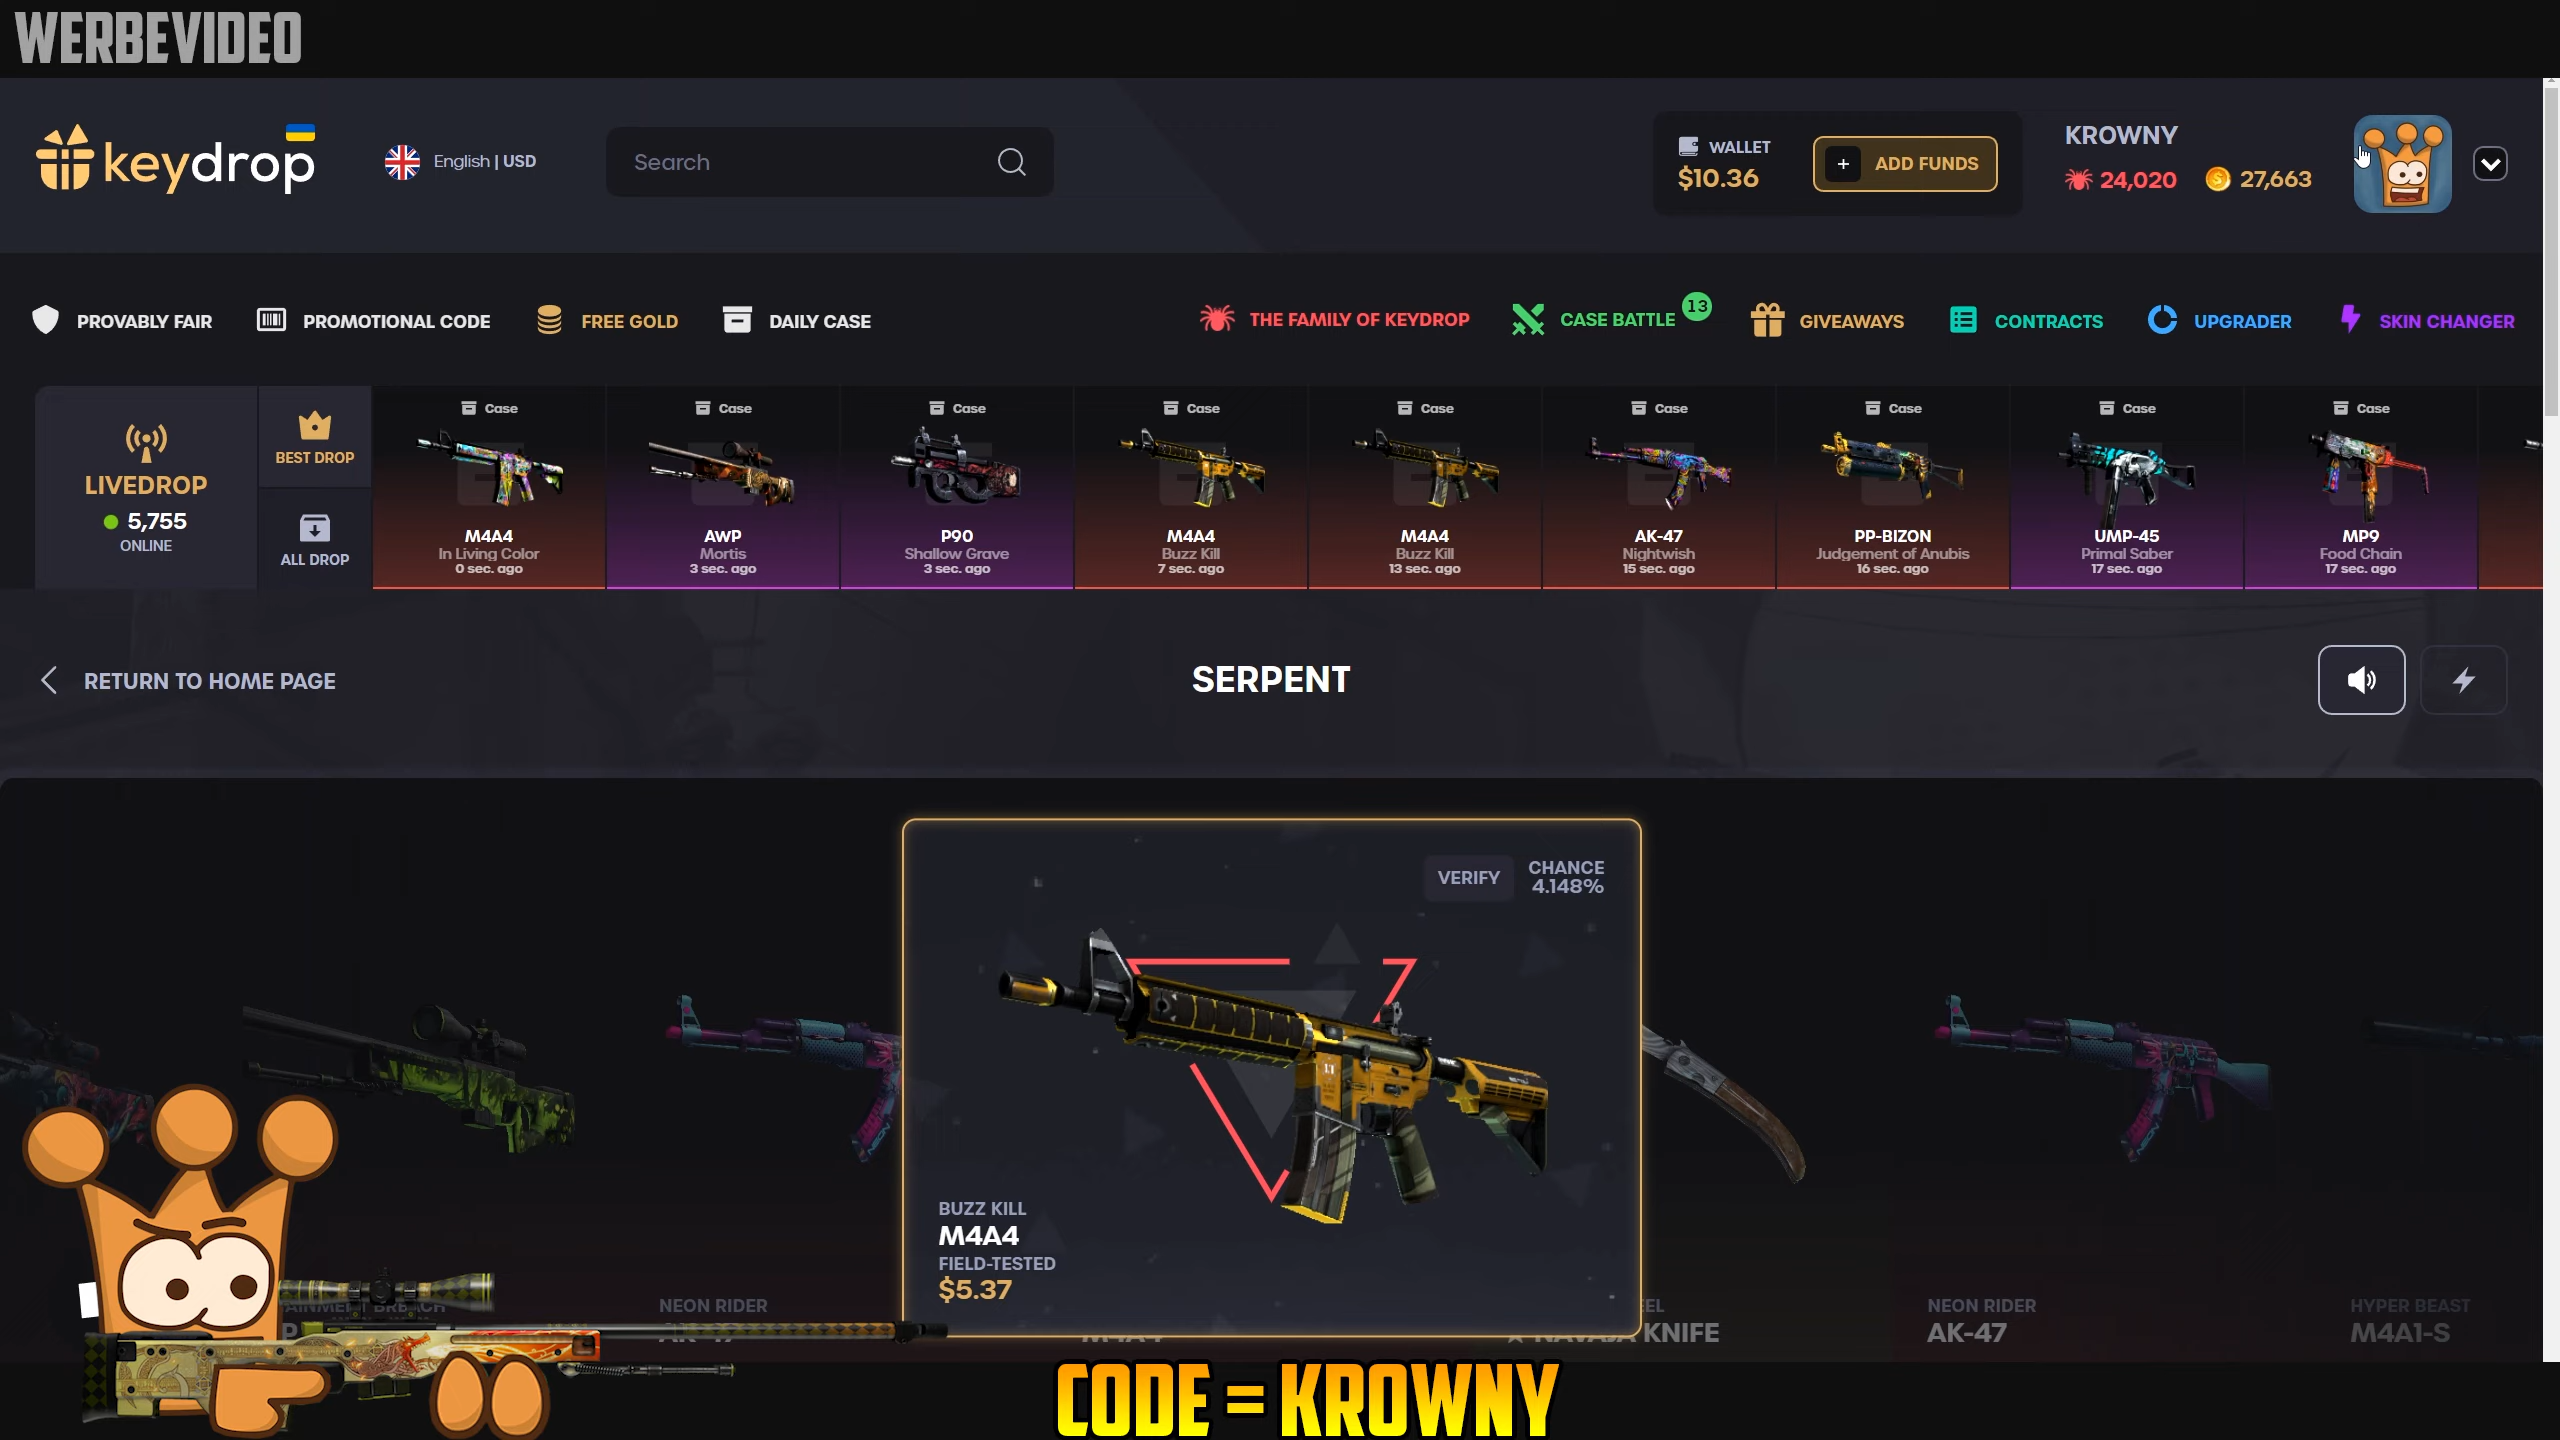 WERBEVIDEO
keydrop
English | USD
Search
WALLET
$10.36
+ ADD FUNDS
KROWNY
24,020
27,663
PROVABLY FAIR
PROMOTIONAL CODE
FREE GOLD
DAILY CASE
THE FAMILY OF KEYDROP
CASE BATTLE
13
GIVEAWAYS
CONTRACTS
UPGRADER
SKIN CHANGER
LIVEDROP
5,755
ONLINE
BEST DROP
ALL DROP
Case
M4A4
In Living Color
0 sec. ago
Case
AWP
Mortis
3 sec. ago
Case
P90
Shallow Grave
3 sec. ago
Case
M4A4
Buzz Kill
7 sec. ago
Case
M4A4
Buzz Kill
13 sec. ago
Case
AK-47
Nightwish
15 sec. ago
Case
PP-BIZON
Judgement of Anubis
16 sec. ago
Case
UMP-45
Primal Saber
17 sec. ago
Case
MP9
Food Chain
17 sec. ago
RETURN TO HOME PAGE
SERPENT
VERIFY
CHANCE
4.148%
BUZZ KILL
M4A4
FIELD-TESTED
$5.37
NEON RIDER
AK-47
KNIFE
NEON RIDER
AK-47
HYPER BEAST
M4A1-S
CODE = KROWNY